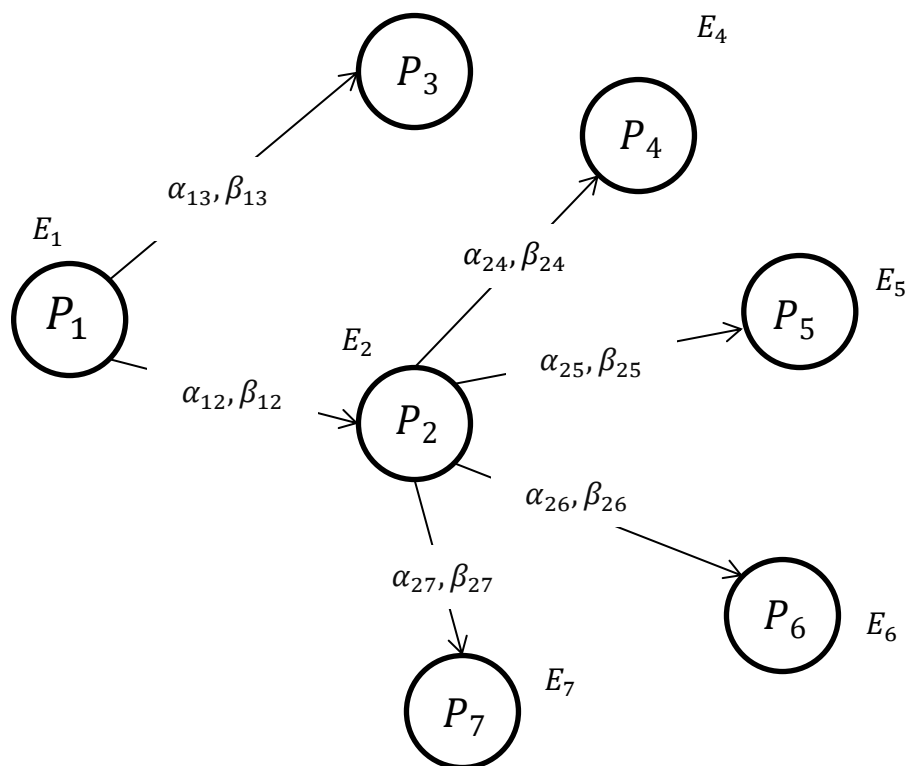 E₄
P₃
P₄
α₁₃, β₁₃
E₁
α₂₄, β₂₄
E₅
P₁
P₅
E₂
α₂₅, β₂₅
α₁₂, β₁₂
P₂
α₂₆, β₂₆
α₂₇, β₂₇
P₆
E₆
E₇
P₇